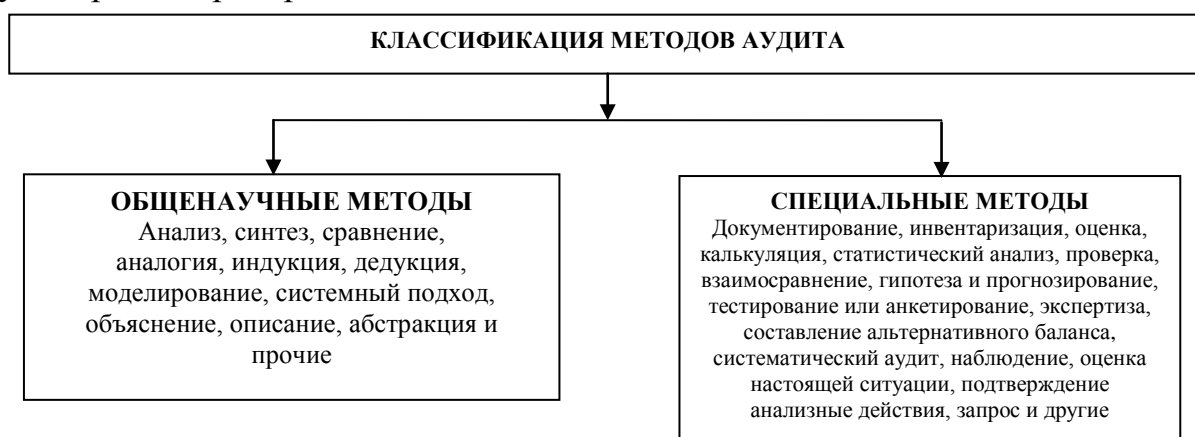 КЛАССИФИКАЦИЯ МЕТОДОВ АУДИТА
ОБЩЕНАУЧНЫЕ МЕТОДЫ
Анализ, синтез, сравнение,
аналогия, индукция, дедукция,
моделирование, системный подход,
объяснение, описание, абстракция и
прочие
СПЕЦИАЛЬНЫЕ МЕТОДЫ
Документирование, инвентаризация, оценка,
калькуляция, статистический анализ, проверка,
взаимосравнение, гипотеза и прогнозирование,
тестирование или анкетирование, экспертиза,
составление альтернативного баланса,
систематический аудит, наблюдение, оценка
настоящей ситуации, подтверждение
анализные действия, запрос и другие